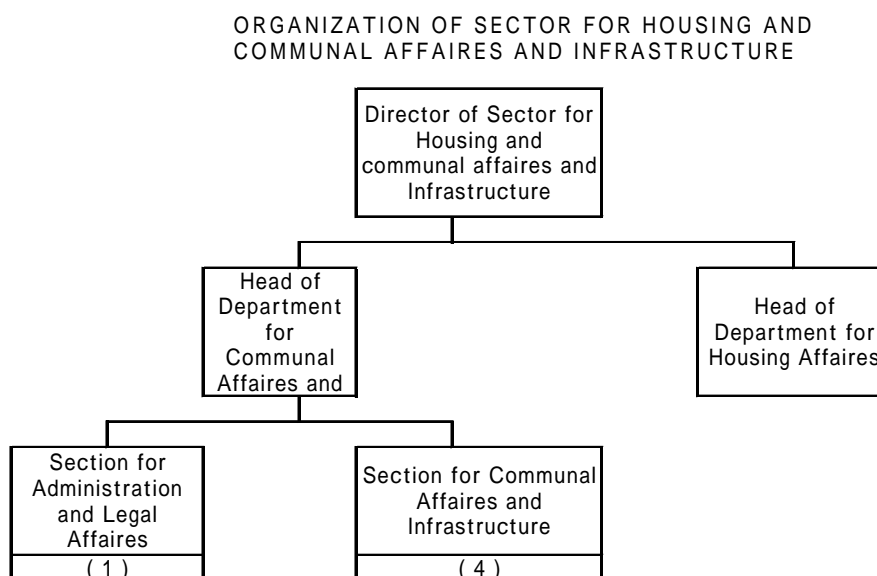 ORGANIZATION OF SECTOR FOR HOUSING AND
COMMUNAL AFFAIRES AND INFRASTRUCTURE
Director of Sector for
Housing and
communal affaires and
Infrastructure
Head of
Department
for
Communal
Affaires and
Head of
Department for
Housing Affaires
Section for
Administration
and Legal
Affaires
(1)
Section for Communal
Affaires and
Infrastructure
(4)